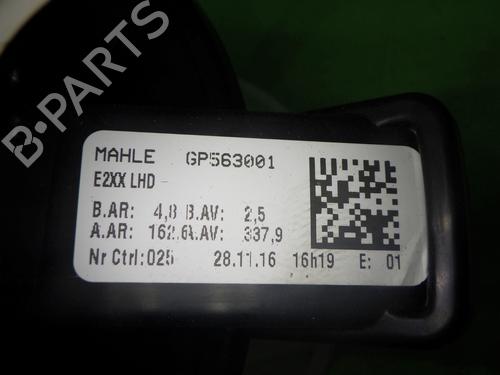 B-PARTS
MAHLE GP563001
E2XX LHD -
B.AR: 4,8 B.AV: 2,5
A.AR: 162,6 A.AV: 337,9
Nr Ctrl:025 28.11.16 16h19 E: 01